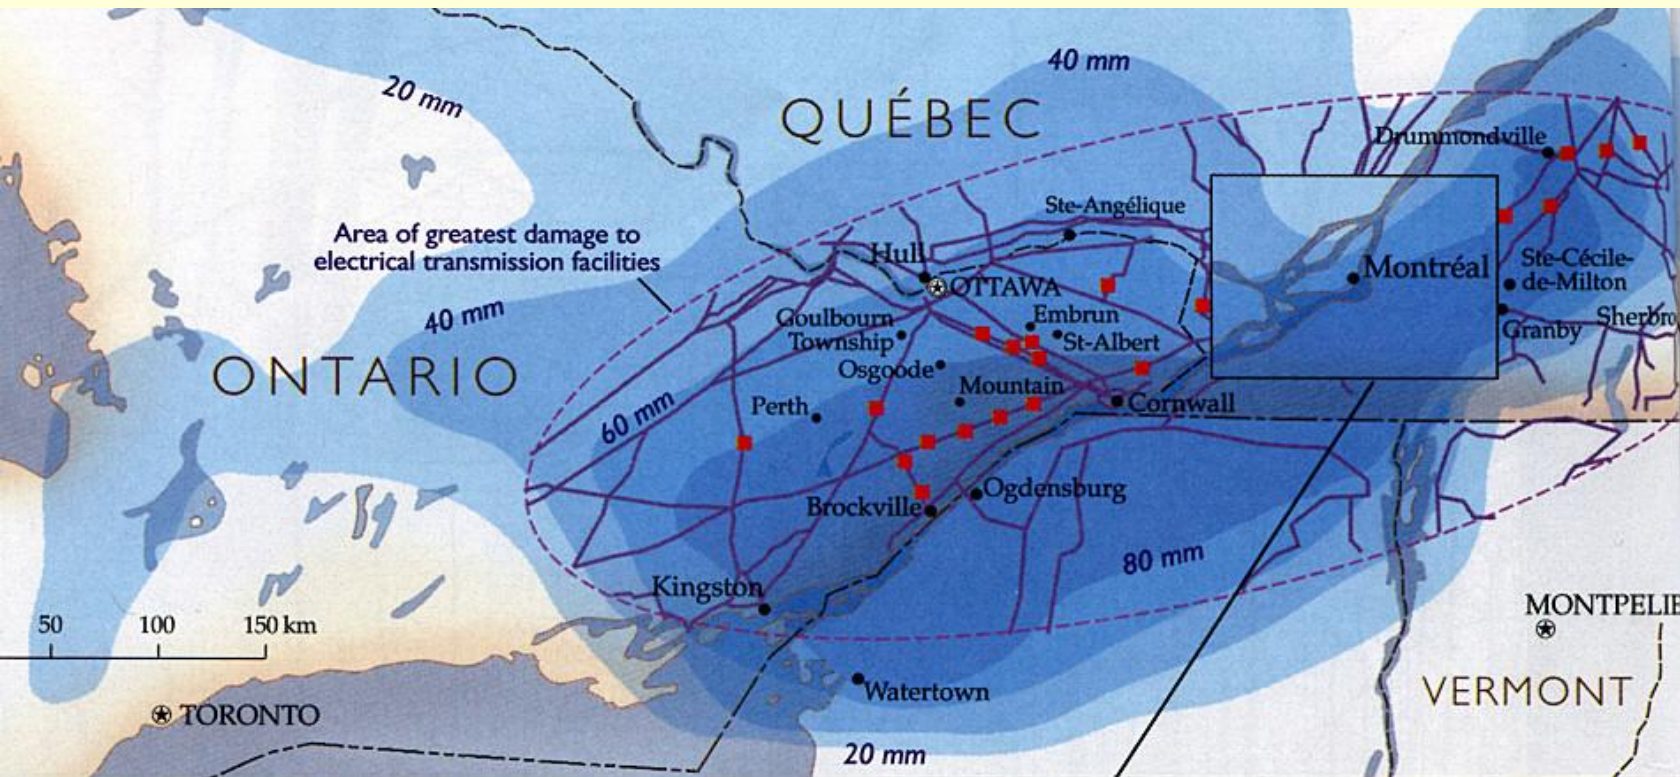 20 mm
40 mm
QUÉBEC
Drummondville
Area of greatest damage to
electrical transmission facilities
Ste-Angélique
Hull
OTTAWA
Montréal
Ste-Cécile-
de-Milton
40 mm
Goulbourn
Township
Embrun
St-Albert
Granby
Sherbro
ONTARIO
Osgoode
Mountain
60 mm
Perth
Cornwall
Brockville
Ogdensburg
80 mm
Kingston
50
100
150 km
MONTPELIE
TORONTO
Watertown
VERMONT
20 mm